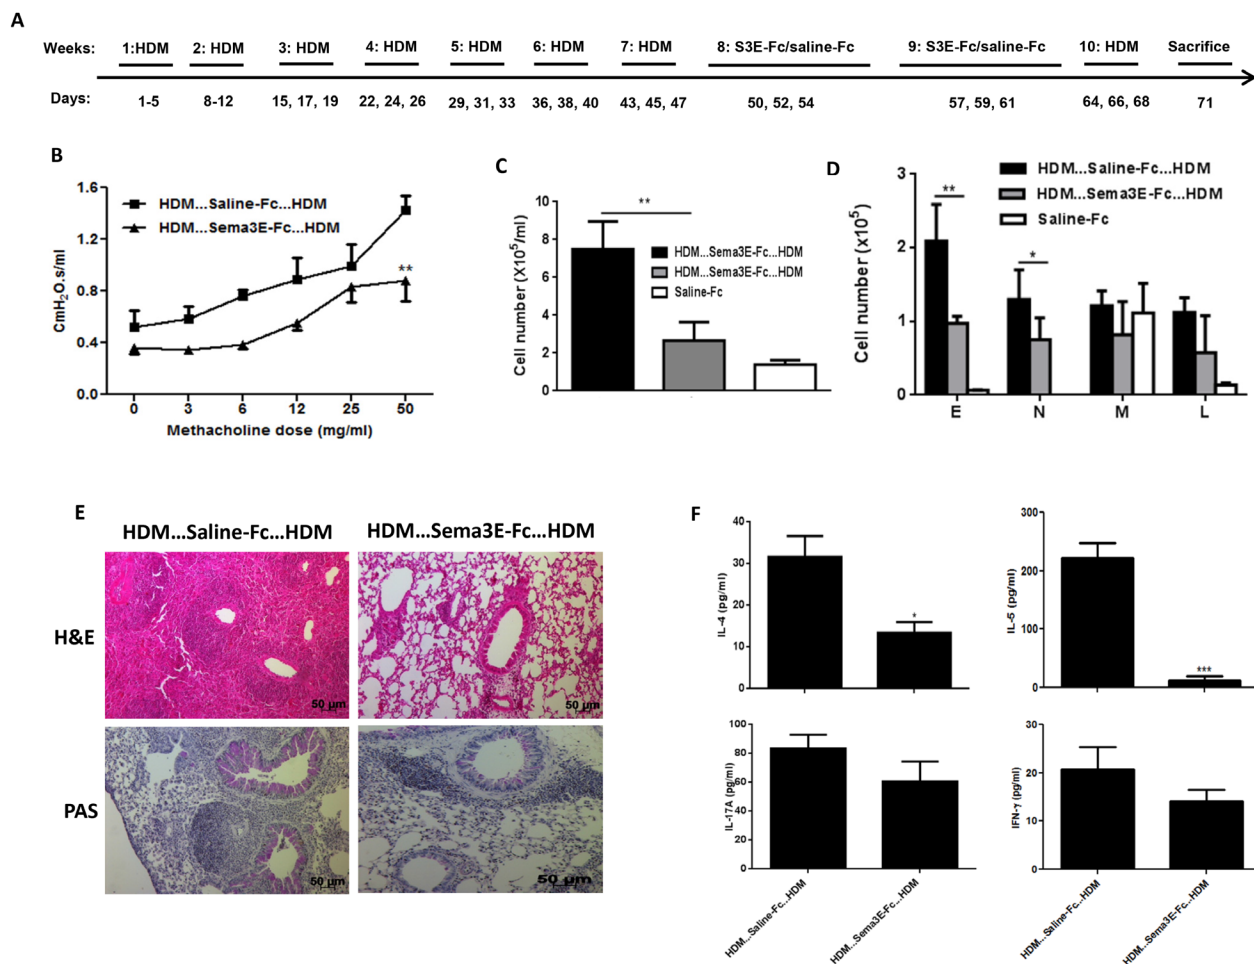 A
Weeks: 1:HDM 2: HDM 3: HDM 4: HDM 5: HDM 6: HDM 7: HDM 8: S3E-Fc/saline-Fc 9: S3E-Fc/saline-Fc 10: HDM Sacrifice
Days: 1-5 8-12 15, 17, 19 22, 24, 26 29, 31, 33 36, 38, 40 43, 45, 47 50, 52, 54 57, 59, 61 64, 66, 68 71
B
CmH2O.s/ml
1.6
1.2
0.8
0.4
0.0
HDM...Saline-Fc...HDM
HDM...Sema3E-Fc...HDM
**
0 3 6 12 25 50
Methacholine dose (mg/ml)
C
Cell number (X10^5/ml)
10
8
6
4
2
0
**
HDM...Sema3E-Fc...HDM
HDM...Sema3E-Fc...HDM
Saline-Fc
D
Cell number (x10^5)
3
2
1
0
HDM...Saline-Fc...HDM
HDM...Sema3E-Fc...HDM
Saline-Fc
**
*
E N M L
E
HDM...Saline-Fc...HDM HDM...Sema3E-Fc...HDM
H&E
50 µm 50 µm
PAS
50 µm 50 µm
F
IL-4 (pg/ml)
40
30
20
10
0
*
IL-5 (pg/ml)
300
200
100
0
***
IL-17A (pg/ml)
100
80
60
40
20
0
HDM...Saline-Fc...HDM
HDM...Sema3E-Fc...HDM
IFN-γ (pg/ml)
30
20
10
0
HDM...Saline-Fc...HDM
HDM...Sema3E-Fc...HDM